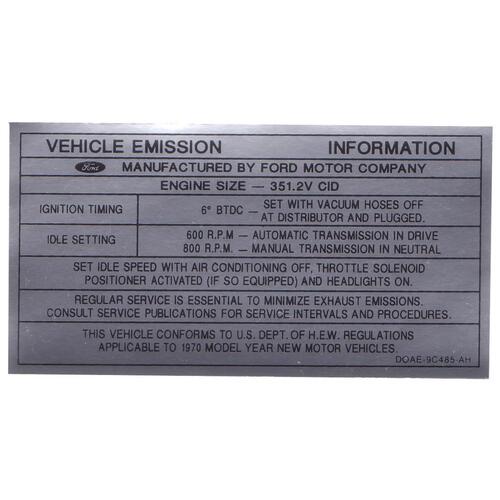 VEHICLE EMISSION INFORMATION
Ford MANUFACTURED BY FORD MOTOR COMPANY
ENGINE SIZE — 351.2V CID
IGNITION TIMING 6° BTDC — SET WITH VACUUM HOSES OFF
AT DISTRIBUTOR AND PLUGGED.
IDLE SETTING 600 R.P.M — AUTOMATIC TRANSMISSION IN DRIVE
800 R.P.M. — MANUAL TRANSMISSION IN NEUTRAL
SET IDLE SPEED WITH AIR CONDITIONING OFF, THROTTLE SOLENOID
POSITIONER ACTIVATED (IF SO EQUIPPED) AND HEADLIGHTS ON.
REGULAR SERVICE IS ESSENTIAL TO MINIMIZE EXHAUST EMISSIONS.
CONSULT SERVICE PUBLICATIONS FOR SERVICE INTERVALS AND PROCEDURES.
THIS VEHICLE CONFORMS TO U.S. DEPT. OF H.E.W. REGULATIONS
APPLICABLE TO 1970 MODEL YEAR NEW MOTOR VEHICLES.
DOAE-9C485-AH